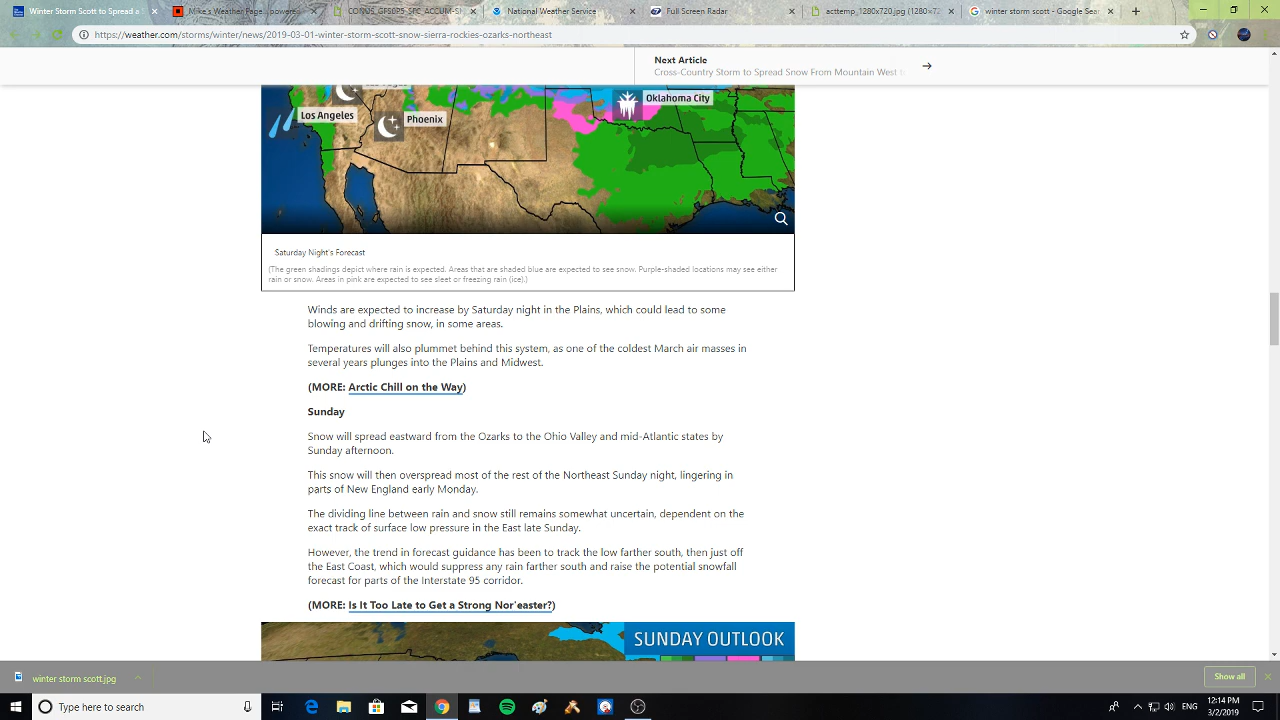 Winter Storm Scott to Spread a S
Mike's Weather Page... powered
CONUS_GFS0P5_SFC_ACCUM-S
National Weather Service
Full Screen Radar
acttemp_1280x720.jpg (1280×72
winter storm scott - Google Sea
https://weather.com/storms/winter/news/2019-03-01-winter-storm-scott-snow-sierra-rockies-ozarks-northeast
Next Article
Cross-Country Storm to Spread Snow From Mountain West t
Oklahoma City
Los Angeles
Phoenix
Saturday Night's Forecast
(The green shadings depict where rain is expected. Areas that are shaded blue are expected to see snow. Purple-shaded locations may see either
rain or snow. Areas in pink are expected to see sleet or freezing rain (ice).)
Winds are expected to increase by Saturday night in the Plains, which could lead to some
blowing and drifting snow, in some areas.
Temperatures will also plummet behind this system, as one of the coldest March air masses in
several years plunges into the Plains and Midwest.
(MORE: Arctic Chill on the Way)
Sunday
Snow will spread eastward from the Ozarks to the Ohio Valley and mid-Atlantic states by
Sunday afternoon.
This snow will then overspread most of the rest of the Northeast Sunday night, lingering in
parts of New England early Monday.
The dividing line between rain and snow still remains somewhat uncertain, dependent on the
exact track of surface low pressure in the East late Sunday.
However, the trend in forecast guidance has been to track the low farther south, then just off
the East Coast, which would suppress any rain farther south and raise the potential snowfall
forecast for parts of the Interstate 95 corridor.
(MORE: Is It Too Late to Get a Strong Nor'easter?)
SUNDAY OUTLOOK
winter storm scott.jpg
Show all
Type here to search
ENG
12:14 PM
3/2/2019